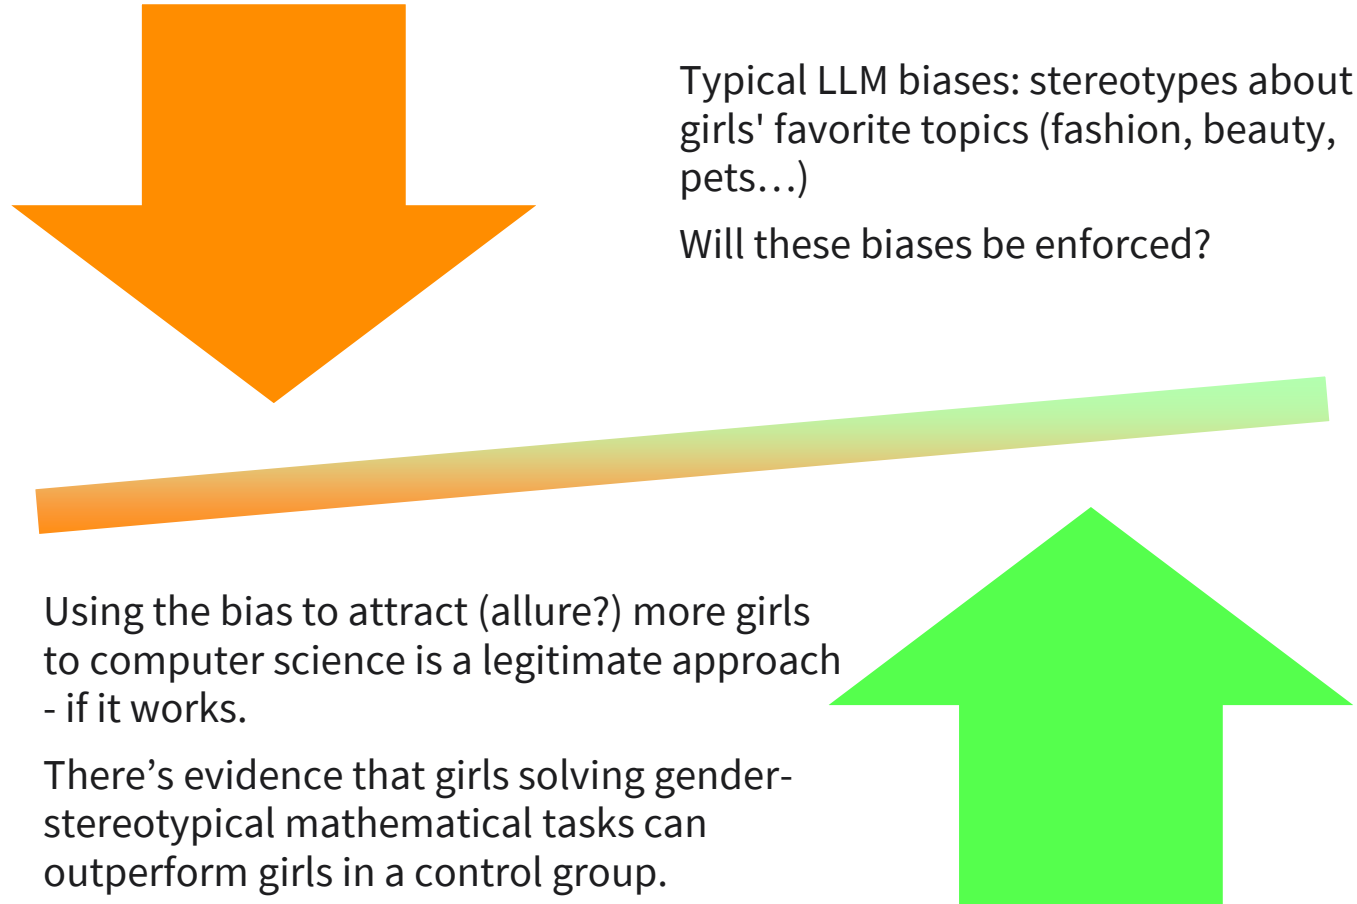 Typical LLM biases: stereotypes about
girls' favorite topics (fashion, beauty,
pets…)
Will these biases be enforced?
Using the bias to attract (allure?) more girls
to computer science is a legitimate approach
- if it works.
There’s evidence that girls solving gender-
stereotypical mathematical tasks can
outperform girls in a control group.